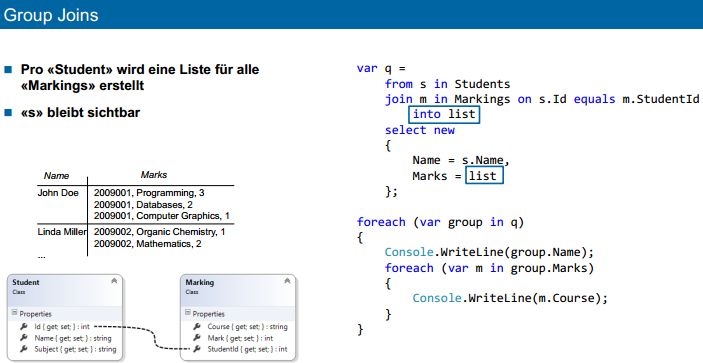 Group Joins
Pro «Student» wird eine Liste für alle
«Markings» erstellt
«s» bleibt sichtbar
var q =
from s in Students
join m in Markings on s.Id equals m.StudentId
into list
select new
{
Name = s.Name,
Marks = list
};
foreach (var group in q)
{
Console.WriteLine(group.Name);
foreach (var m in group.Marks)
{
Console.WriteLine(m.Course);
}
}
Name Marks
John Doe 2009001, Programming, 3
2009001, Databases, 2
2009001, Computer Graphics, 1
Linda Miller 2009002, Organic Chemistry, 1
2009002, Mathematics, 2
...
Student
Class
Properties
Id { get; set; } : int
Name { get; set; } : string
Subject { get; set; } : string
Marking
Class
Properties
Course { get; set; } : string
Mark { get; set; } : int
StudentId { get; set; } : int